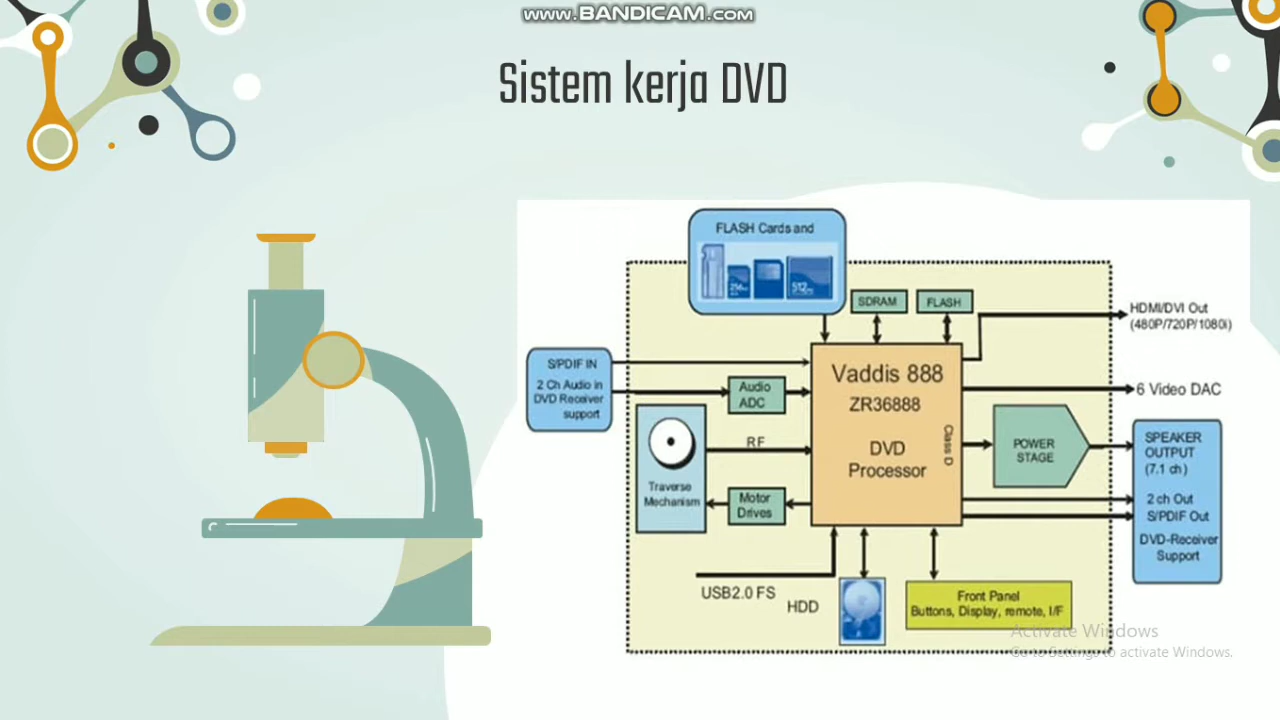 www.BANDICAM.com
Sistem kerja DVD
FLASH Cards and
256
512
SDRAM
FLASH
HDMI/DVI Out
(480P/720P/1080i)
S/PDIF IN
2 Ch Audio in
DVD Receiver
support
Audio
ADC
Vaddis 888
ZR36888
DVD
Processor
Class D
6 Video DAC
RF
Traverse
Mechanism
Motor
Drives
POWER
STAGE
SPEAKER
OUTPUT
(7.1 ch)
2 ch Out
S/PDIF Out
DVD-Receiver
Support
USB2.0 FS
HDD
Front Panel
Buttons, Display, remote, I/F
Activate Windows
Go to Settings to activate Windows.